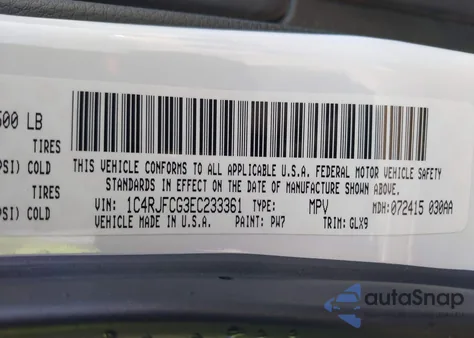 500 LB
TIRES
PSI) COLD
TIRES
PSI) COLD
THIS VEHICLE CONFORMS TO ALL APPLICABLE U.S.A. FEDERAL MOTOR VEHICLE SAFETY
STANDARDS IN EFFECT ON THE DATE OF MANUFACTURE SHOWN ABOVE.
VIN: 1C4RJFCG3EC233361 TYPE: MPV MDH: 072415 030AA
VEHICLE MADE IN U.S.A. PAINT: PW7 TRIM: GLX9
autoSnap